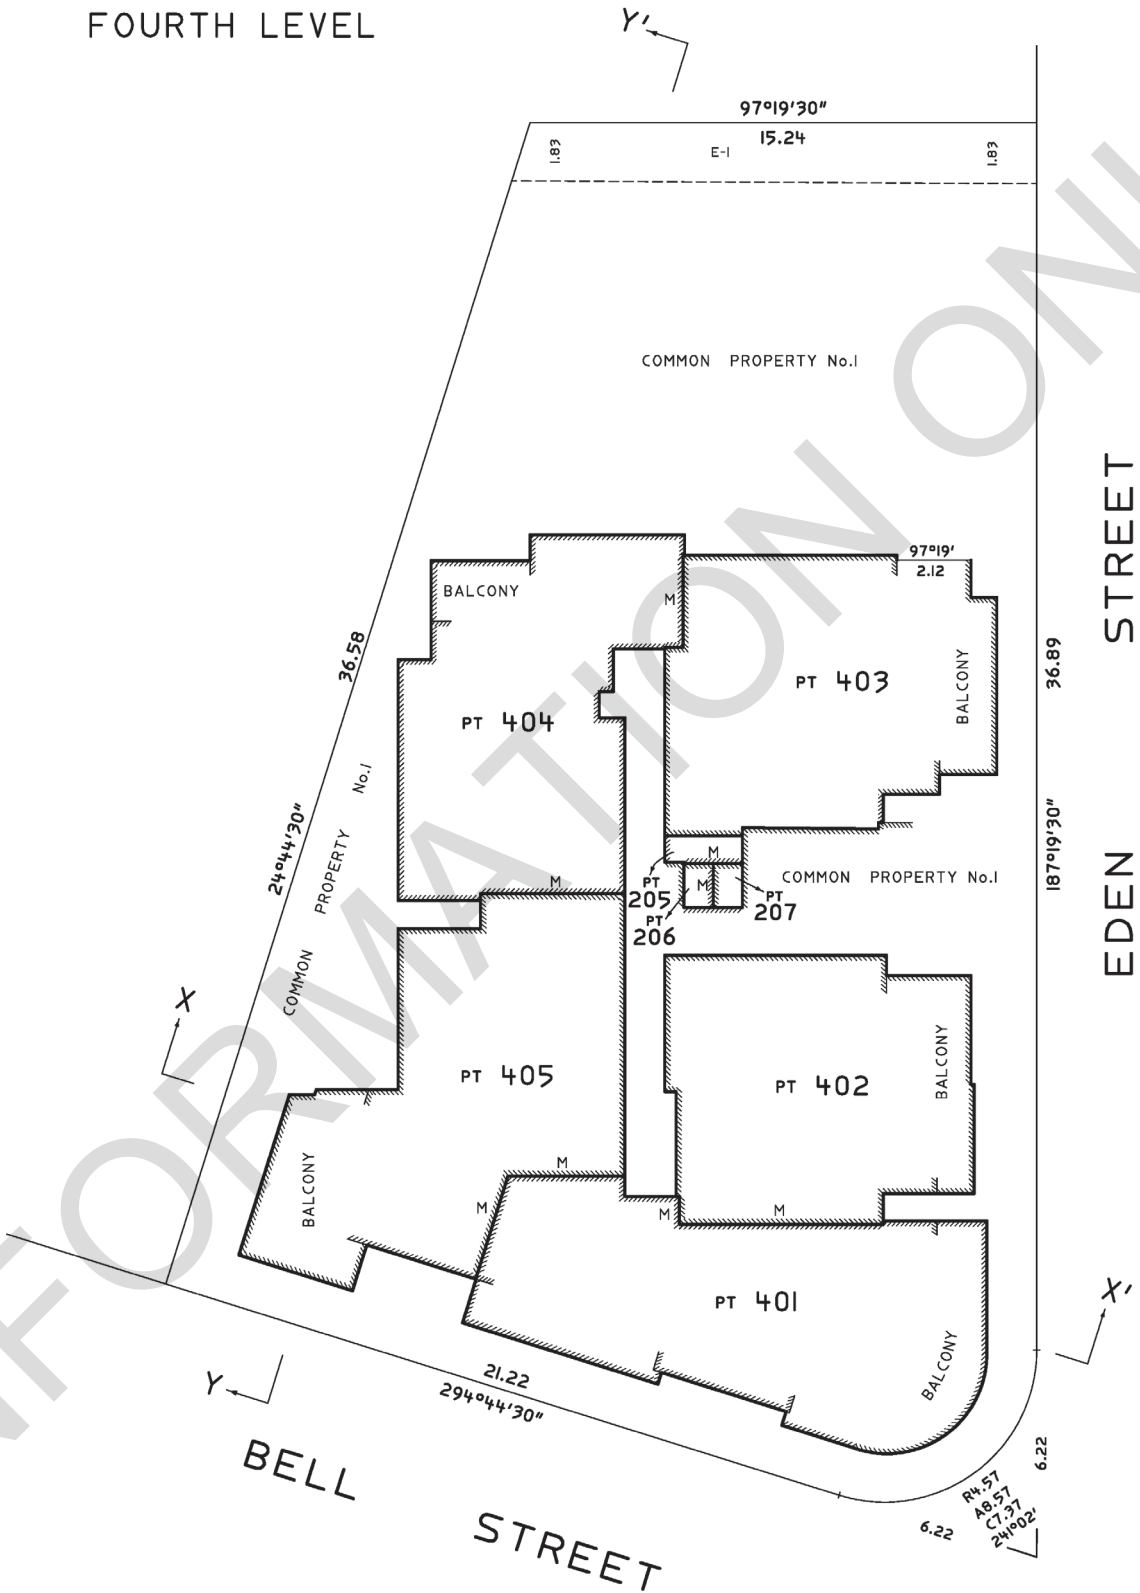 FOURTH LEVEL
Y'
97°19'30"
15.24
1.83
E-1
1.83
COMMON PROPERTY No.1
STREET
EDEN
97°19'
2.12
BALCONY
M
36.58
PT 403
BALCONY
36.89
PT 404
24°44'30"
COMMON PROPERTY No.1
187°19'30"
M
M
M
PT
205
PT
206
PT
207
COMMON PROPERTY No.1
X
PT 405
PT 402
BALCONY
BALCONY
M
M
M
M
PT 401
BALCONY
X'
Y
21.22
294°44'30"
BELL STREET
6.22
R4.57
A8.57
C7.37
241°02'
6.22
NFORMATION ON